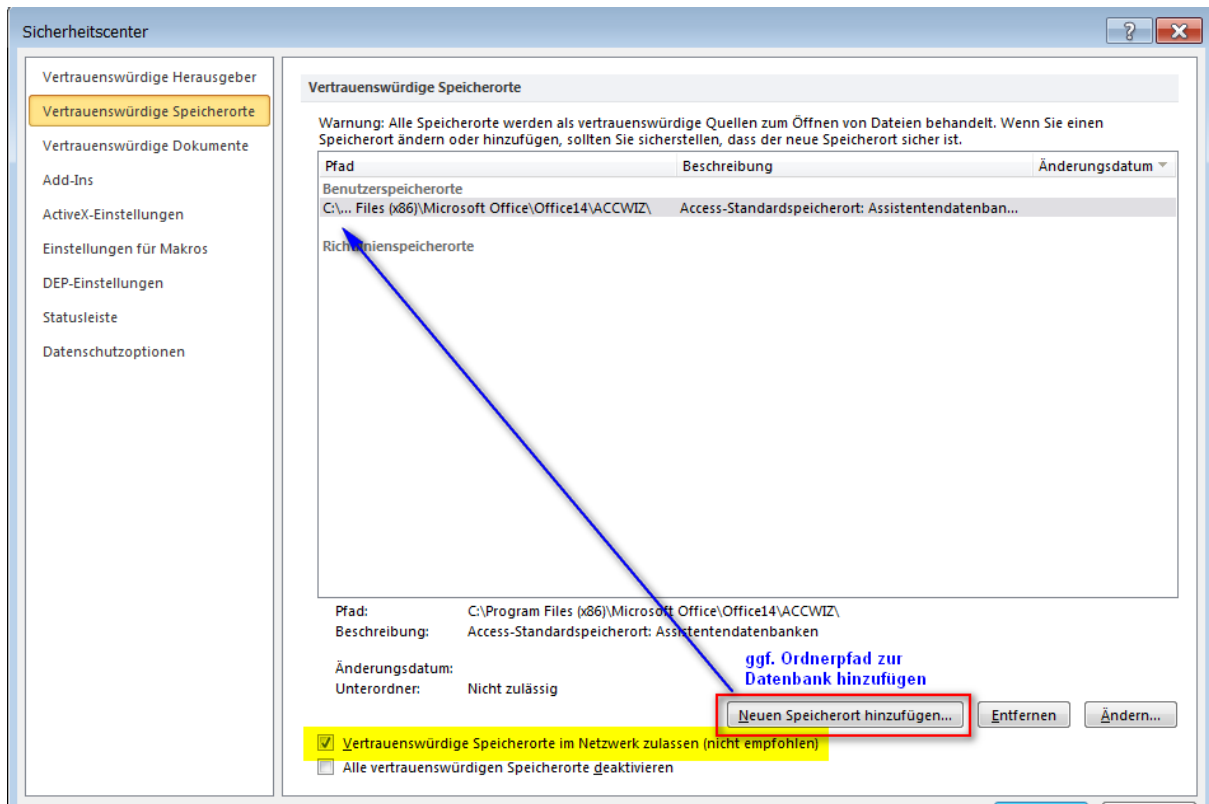 Sicherheitscenter
Vertrauenswürdige Herausgeber
Vertrauenswürdige Speicherorte
Vertrauenswürdige Dokumente
Add-Ins
ActiveX-Einstellungen
Einstellungen für Makros
DEP-Einstellungen
Statusleiste
Datenschutzoptionen
Vertrauenswürdige Speicherorte
Warnung: Alle Speicherorte werden als vertrauenswürdige Quellen zum Öffnen von Dateien behandelt. Wenn Sie einen
Speicherort ändern oder hinzufügen, sollten Sie sicherstellen, dass der neue Speicherort sicher ist.
Pfad Beschreibung Änderungsdatum
Benutzerspeicherorte
C:\... Files (x86)\Microsoft Office\Office14\ACCWIZ\ Access-Standardspeicherort: Assistentendatenban...
Richtlinienspeicherorte
Pfad: C:\Program Files (x86)\Microsoft Office\Office14\ACCWIZ\
Beschreibung: Access-Standardspeicherort: Assistentendatenbanken
Änderungsdatum:
Unterordner: Nicht zulässig
ggf. Ordnerpfad zur
Datenbank hinzufügen
Neuen Speicherort hinzufügen... Entfernen Ändern...
Vertrauenswürdige Speicherorte im Netzwerk zulassen (nicht empfohlen)
Alle vertrauenswürdigen Speicherorte deaktivieren